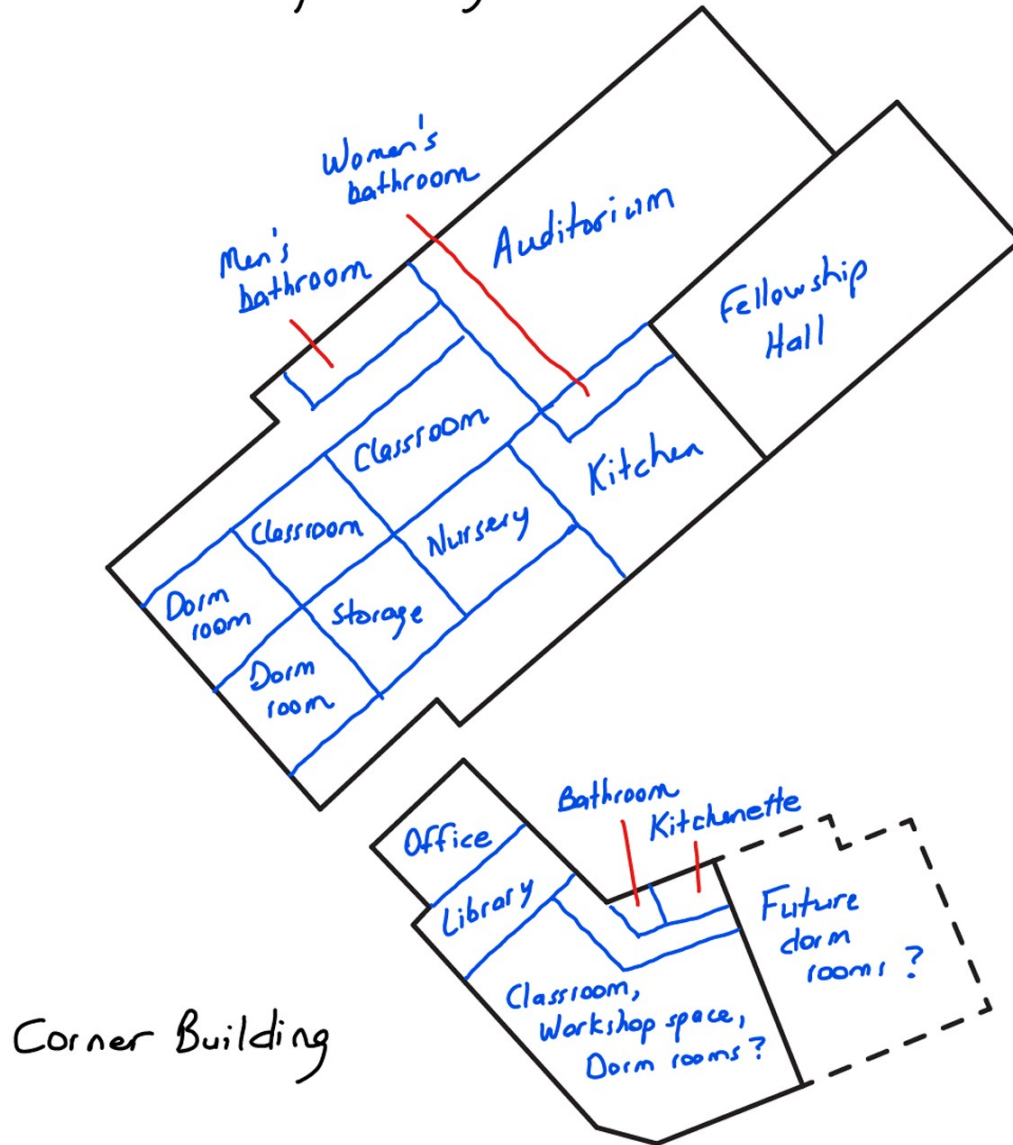 Women's
bathroom
Auditorium
Men's
bathroom
Fellowship
Hall
Classroom
Kitchen
Classroom
Nursery
Dorm
room
Storage
Dorm
room
Bathroom
Kitchenette
Office
Library
Future
dorm
rooms?
Classroom,
Workshop space,
Dorm rooms?
Corner Building